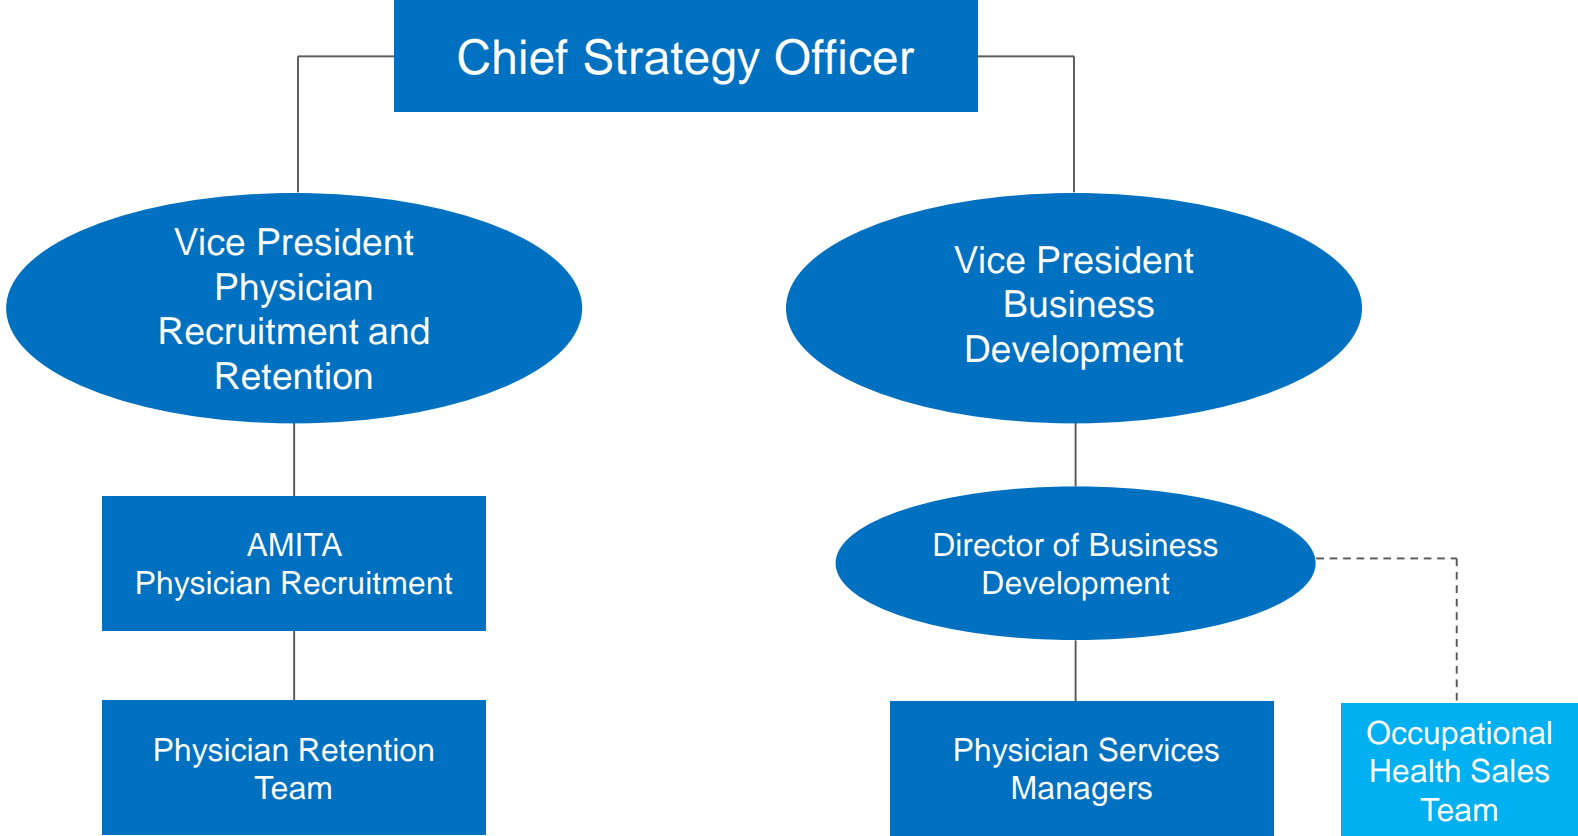 Chief Strategy Officer
Vice President
Physician
Recruitment and
Retention
Vice President
Business
Development
AMITA
Physician Recruitment
Director of Business
Development
Physician Retention
Team
Physician Services
Managers
Occupational
Health Sales
Team